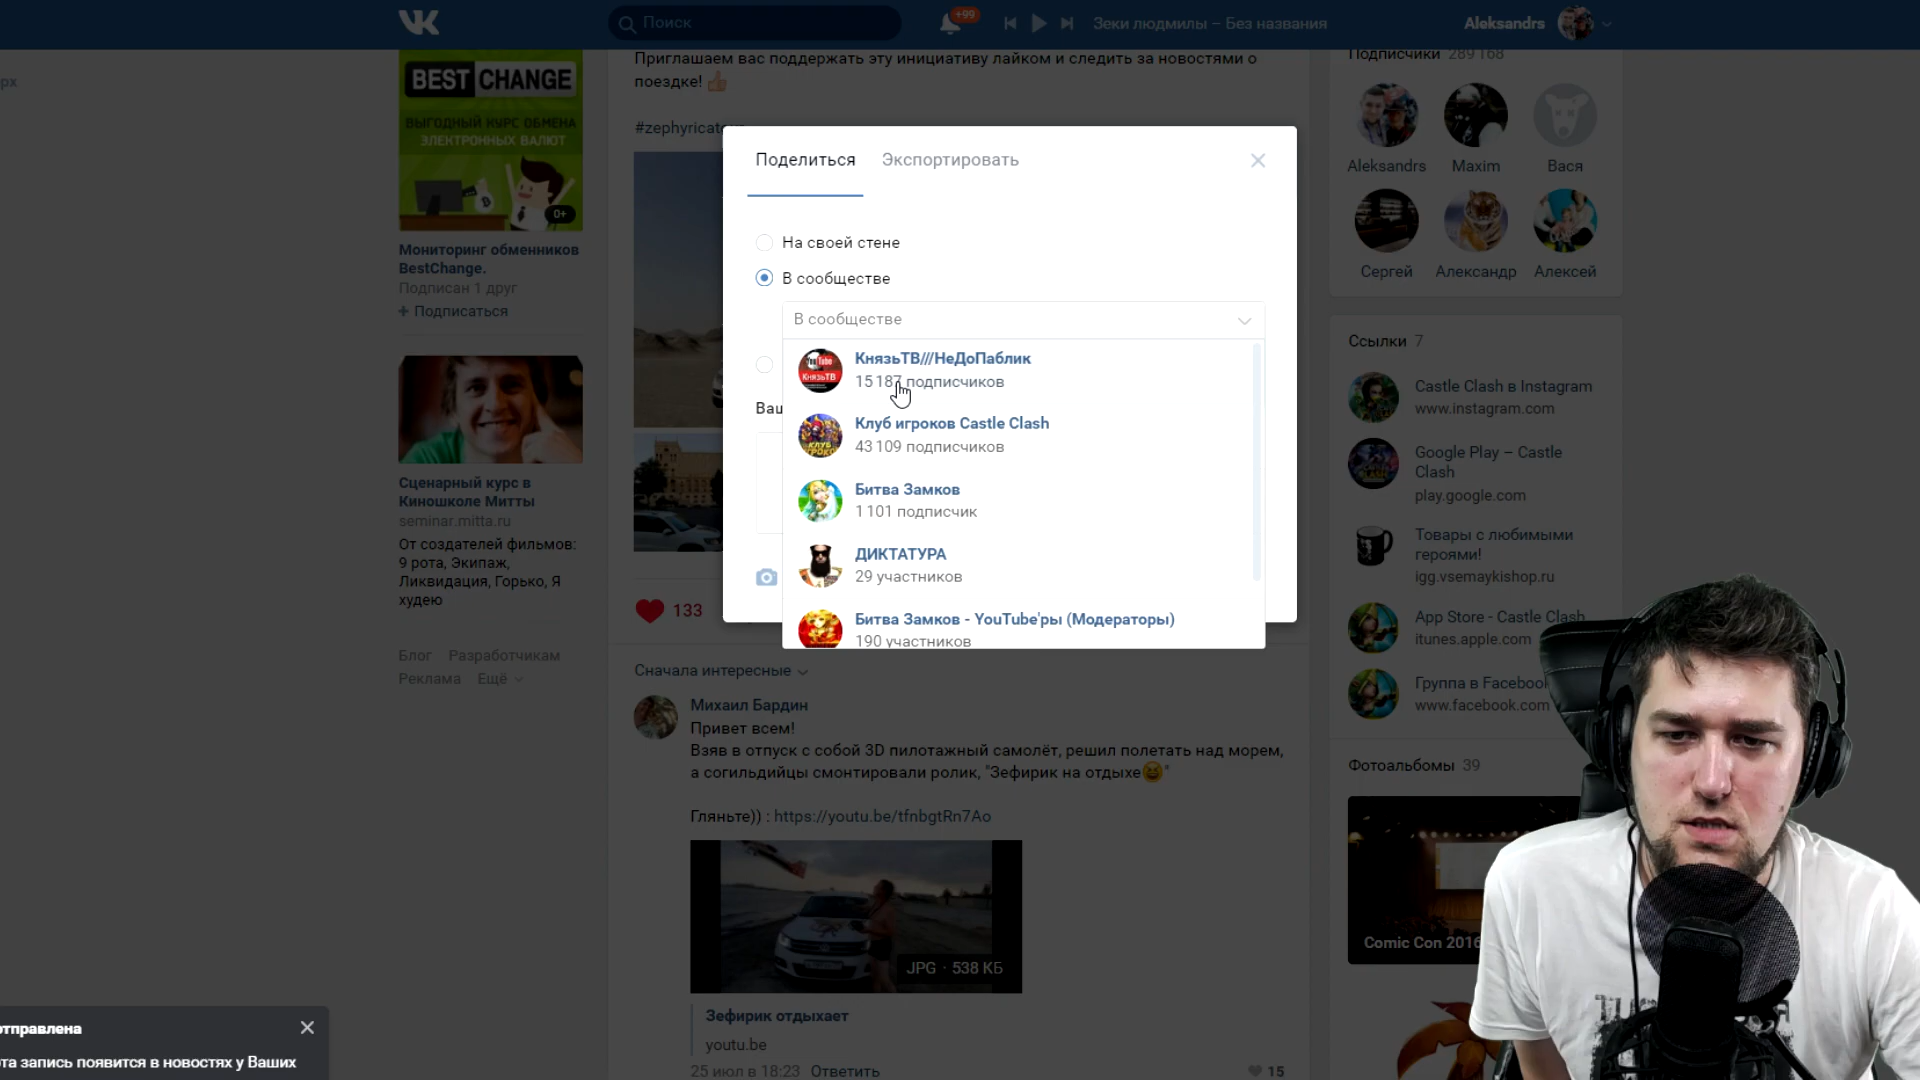 Поиск
+99
Зеки людмилы – Без названия
Aleksandrs
рх
BESTCHANGE
ВЫГОДНЫЙ КУРС ОБМЕНА
ЭЛЕКТРОННЫХ ВАЛЮТ
0+
Мониторинг обменников
BestChange.
Подписан 1 друг
+ Подписаться
Сценарный курс в
Киношколе Митты
seminar.mitta.ru
От создателей фильмов:
9 рота, Экипаж,
Ликвидация, Горько, Я
худею
Блог Разработчикам
Реклама Ещё
Приглашаем вас поддержать эту инициативу лайком и следить за новостями о
поездке! 👍
Поделиться
Экспортировать
На своей стене
В сообществе
В сообществе
КнязьТВ///НеДоПаблик
15 187 подписчиков
Клуб игроков Castle Clash
43 109 подписчиков
Битва Замков
1 101 подписчик
ДИКТАТУРА
29 участников
Битва Замков - YouTube'ры (Модераторы)
190 участников
133
Сначала интересные
Михаил Бардин
Привет всем!
Взяв в отпуск с собой 3D пилотажный самолёт, решил полетать над морем,
а согильдийцы смонтировали ролик, "Зефирик на отдыхе😆"
Гляньте)) : https://youtu.be/tfnbgtRn7Ao
JPG · 538 КБ
Зефирик отдыхает
youtu.be
25 июл в 18:23 Ответить
15
Подписчики 289 168
Aleksandrs
Maxim
Вася
Сергей
Александр
Алексей
Ссылки 7
Castle Clash в Instagram
www.instagram.com
Google Play – Castle
Clash
play.google.com
Товары с любимыми
героями!
igg.vsemaykishop.ru
App Store - Castle Clash
itunes.apple.com
Группа в Facebook
www.facebook.com
Фотоальбомы 39
Comic Con 2016
отправлена
эта запись появится в новостях у Ваших